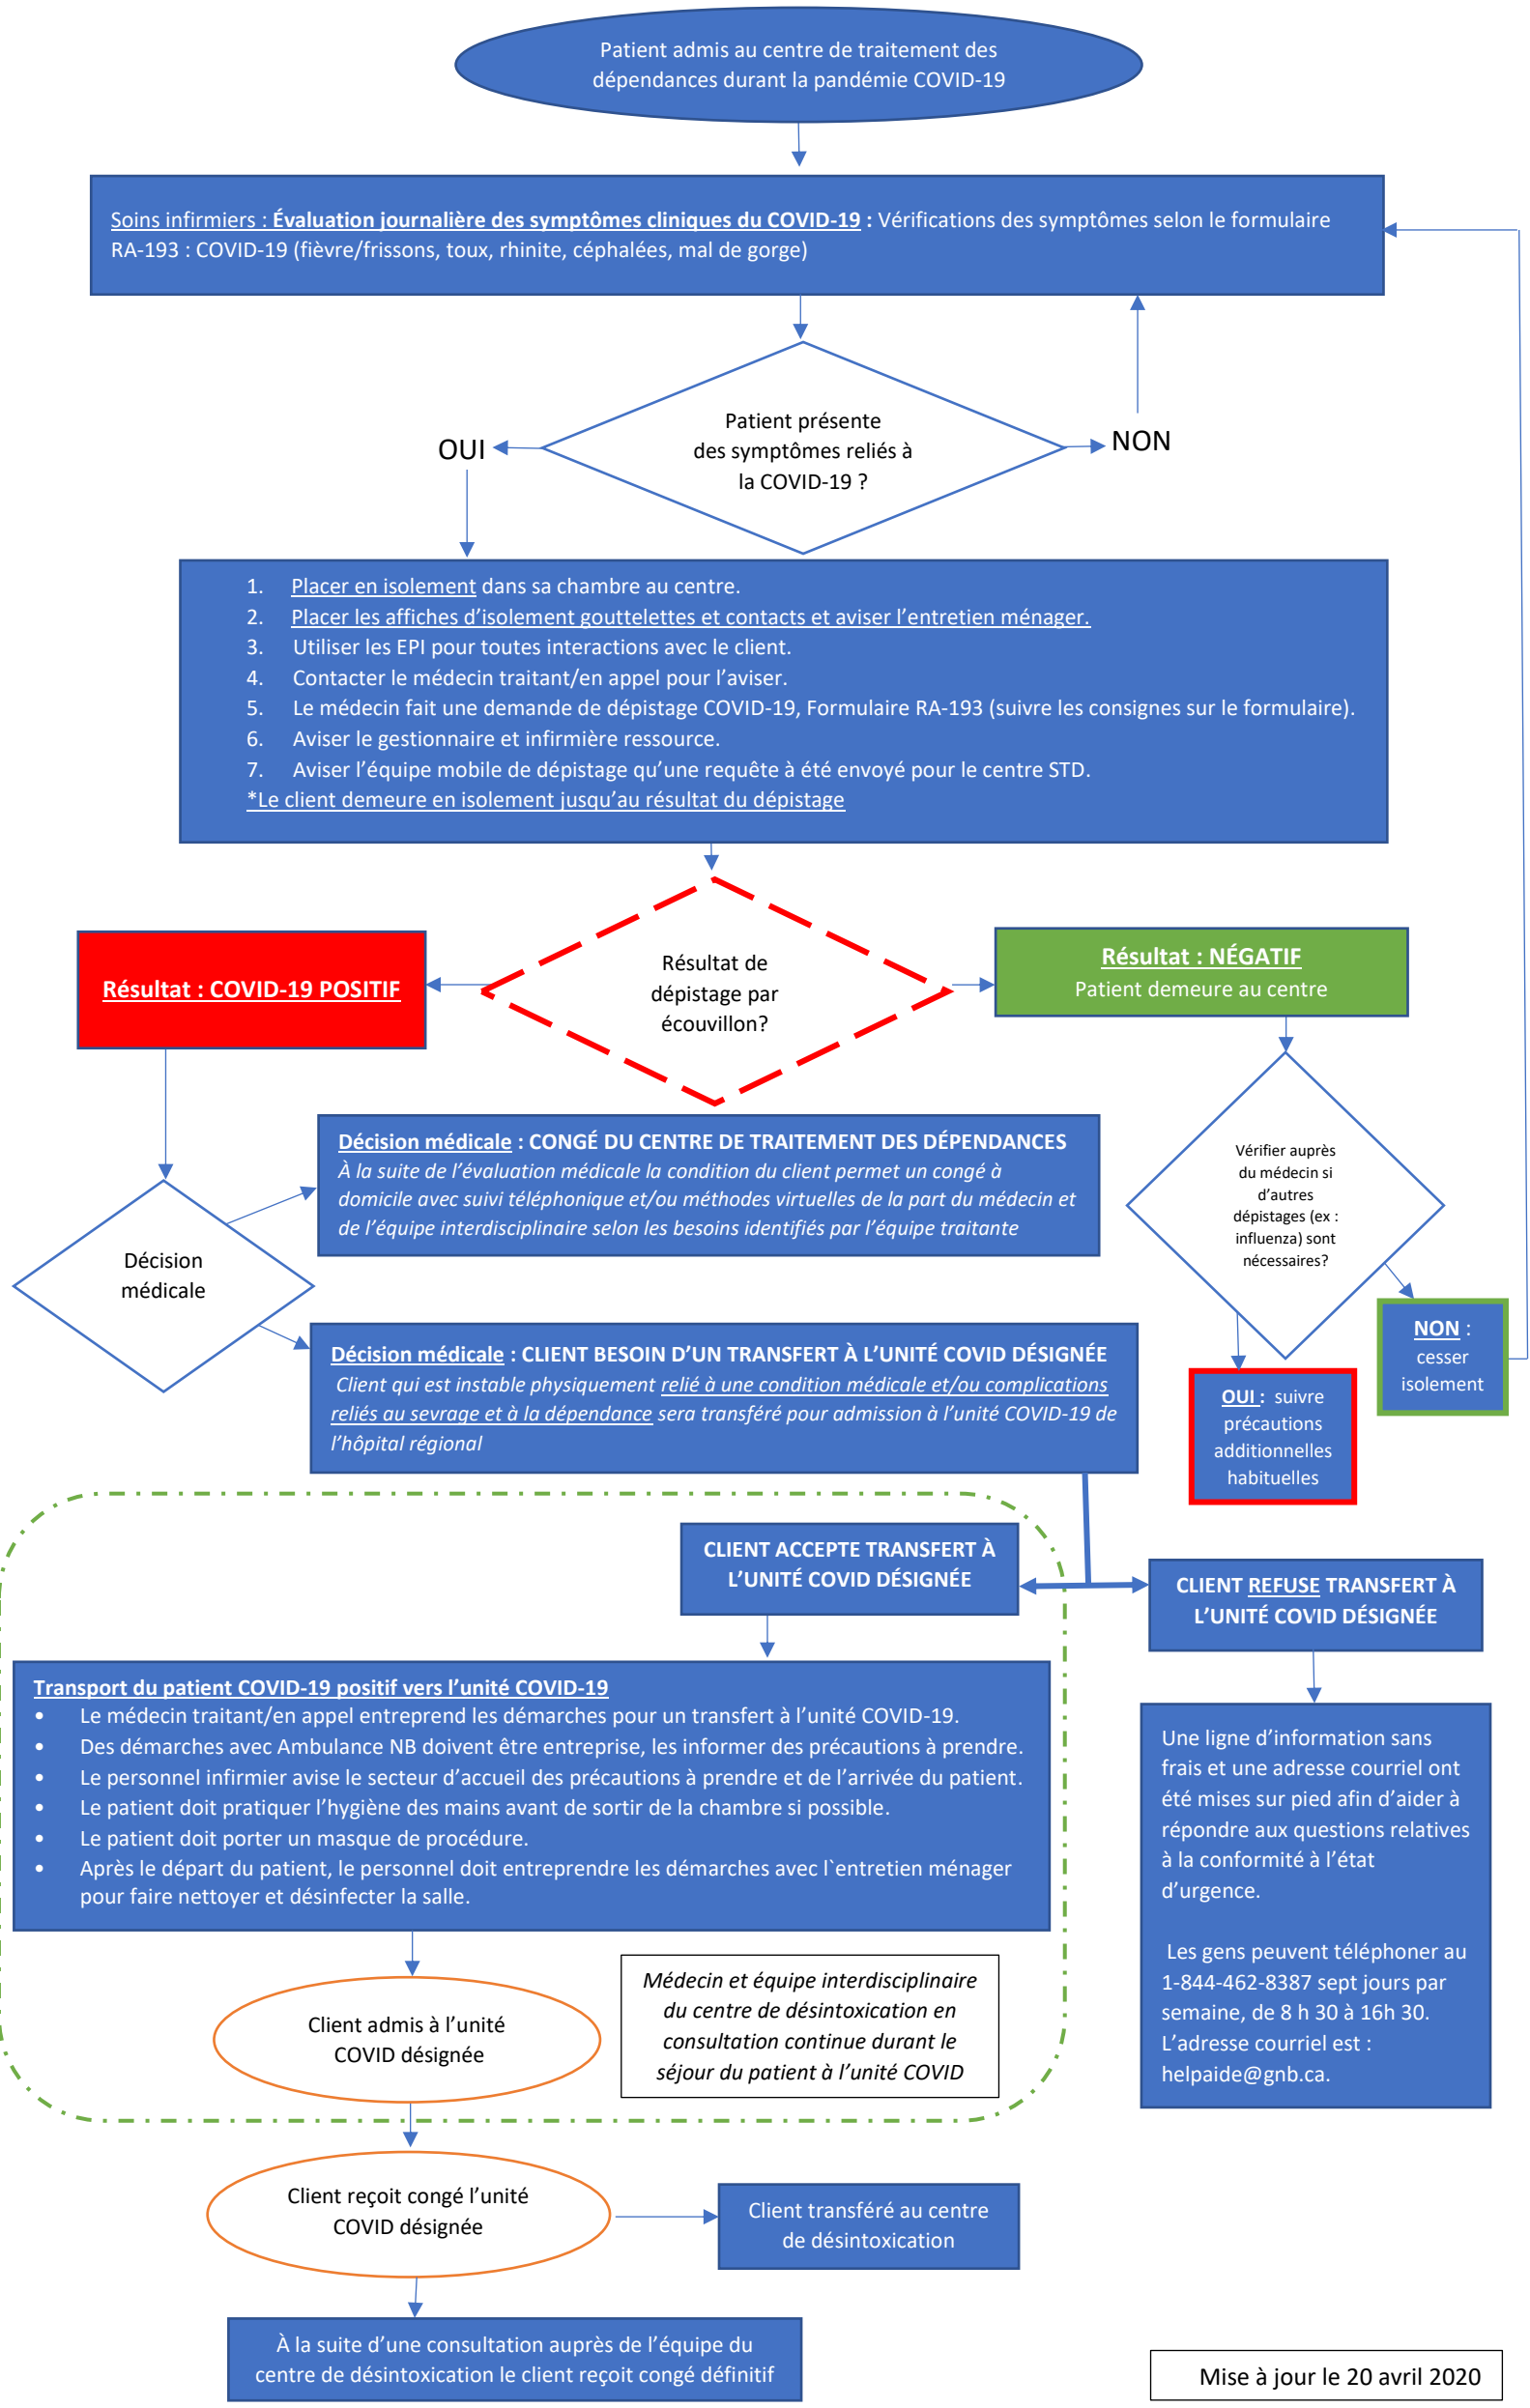 Patient admis au centre de traitement des
dépendances durant la pandémie COVID-19
Soins infirmiers : Évaluation journalière des symptômes cliniques du COVID-19 : Vérifications des symptômes selon le formulaire
RA-193 : COVID-19 (fièvre/frissons, toux, rhinite, céphalées, mal de gorge)
Patient présente
des symptômes reliés à
la COVID-19 ?
OUI
NON
1. Placer en isolement dans sa chambre au centre.
2. Placer les affiches d’isolement gouttelettes et contacts et aviser l’entretien ménager.
3. Utiliser les EPI pour toutes interactions avec le client.
4. Contacter le médecin traitant/en appel pour l’aviser.
5. Le médecin fait une demande de dépistage COVID-19, Formulaire RA-193 (suivre les consignes sur le formulaire).
6. Aviser le gestionnaire et infirmière ressource.
7. Aviser l’équipe mobile de dépistage qu’une requête à été envoyé pour le centre STD.
*Le client demeure en isolement jusqu’au résultat du dépistage
Résultat de
dépistage par
écouvillon?
Résultat : COVID-19 POSITIF
Résultat : NÉGATIF
Patient demeure au centre
Décision médicale : CONGÉ DU CENTRE DE TRAITEMENT DES DÉPENDANCES
À la suite de l’évaluation médicale la condition du client permet un congé à
domicile avec suivi téléphonique et/ou méthodes virtuelles de la part du médecin et
de l’équipe interdisciplinaire selon les besoins identifiés par l’équipe traitante
Vérifier auprès
du médecin si
d’autres
dépistages (ex :
influenza) sont
nécessaires?
Décision
médicale
Décision médicale : CLIENT BESOIN D’UN TRANSFERT À L’UNITÉ COVID DÉSIGNÉE
Client qui est instable physiquement relié à une condition médicale et/ou complications
reliés au sevrage et à la dépendance sera transféré pour admission à l’unité COVID-19 de
l’hôpital régional
NON :
cesser
isolement
OUI : suivre
précautions
additionnelles
habituelles
CLIENT ACCEPTE TRANSFERT À
L’UNITÉ COVID DÉSIGNÉE
CLIENT REFUSE TRANSFERT À
L’UNITÉ COVID DÉSIGNÉE
Transport du patient COVID-19 positif vers l’unité COVID-19
• Le médecin traitant/en appel entreprend les démarches pour un transfert à l’unité COVID-19.
• Des démarches avec Ambulance NB doivent être entreprise, les informer des précautions à prendre.
• Le personnel infirmier avise le secteur d’accueil des précautions à prendre et de l’arrivée du patient.
• Le patient doit pratiquer l’hygiène des mains avant de sortir de la chambre si possible.
• Le patient doit porter un masque de procédure.
• Après le départ du patient, le personnel doit entreprendre les démarches avec l`entretien ménager
pour faire nettoyer et désinfecter la salle.
Une ligne d’information sans
frais et une adresse courriel ont
été mises sur pied afin d’aider à
répondre aux questions relatives
à la conformité à l’état
d’urgence.
Les gens peuvent téléphoner au
1-844-462-8387 sept jours par
semaine, de 8 h 30 à 16h 30.
L’adresse courriel est :
helpaide@gnb.ca.
Client admis à l’unité
COVID désignée
Médecin et équipe interdisciplinaire
du centre de désintoxication en
consultation continue durant le
séjour du patient à l’unité COVID
Client reçoit congé l’unité
COVID désignée
Client transféré au centre
de désintoxication
À la suite d’une consultation auprès de l’équipe du
centre de désintoxication le client reçoit congé définitif
Mise à jour le 20 avril 2020